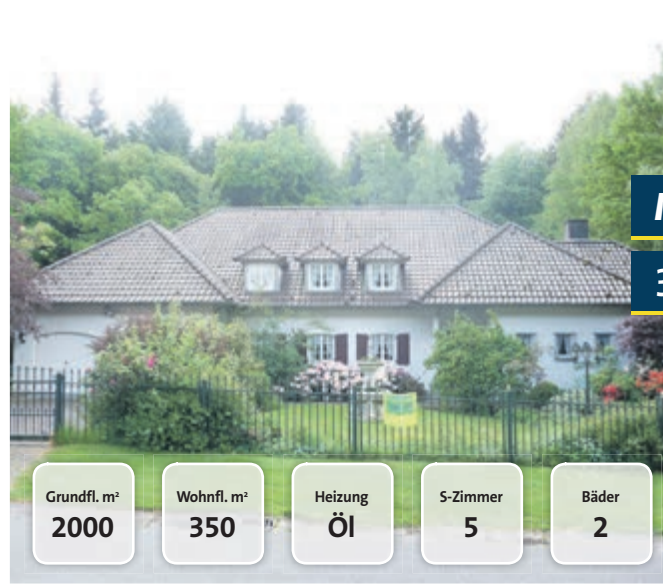 Grundfl. m²
2000
Wohnfl. m²
350
Heizung
Öl
S-Zimmer
5
Bäder
2